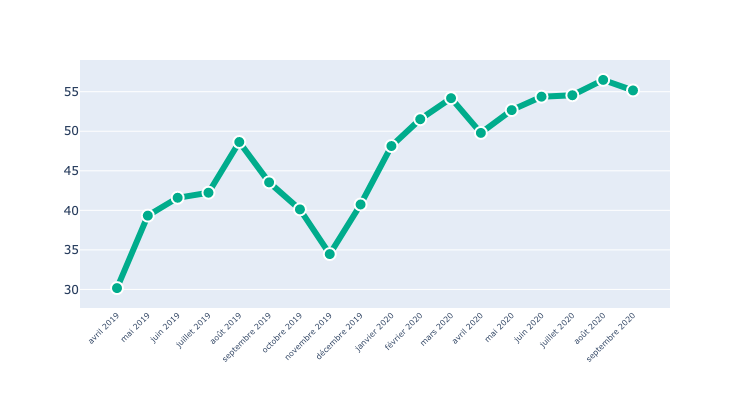 55
50
45
40
35
30
avril 2019
mai 2019
juin 2019
juillet 2019
août 2019
septembre 2019
octobre 2019
novembre 2019
décembre 2019
janvier 2020
février 2020
mars 2020
avril 2020
mai 2020
juin 2020
juillet 2020
août 2020
septembre 2020